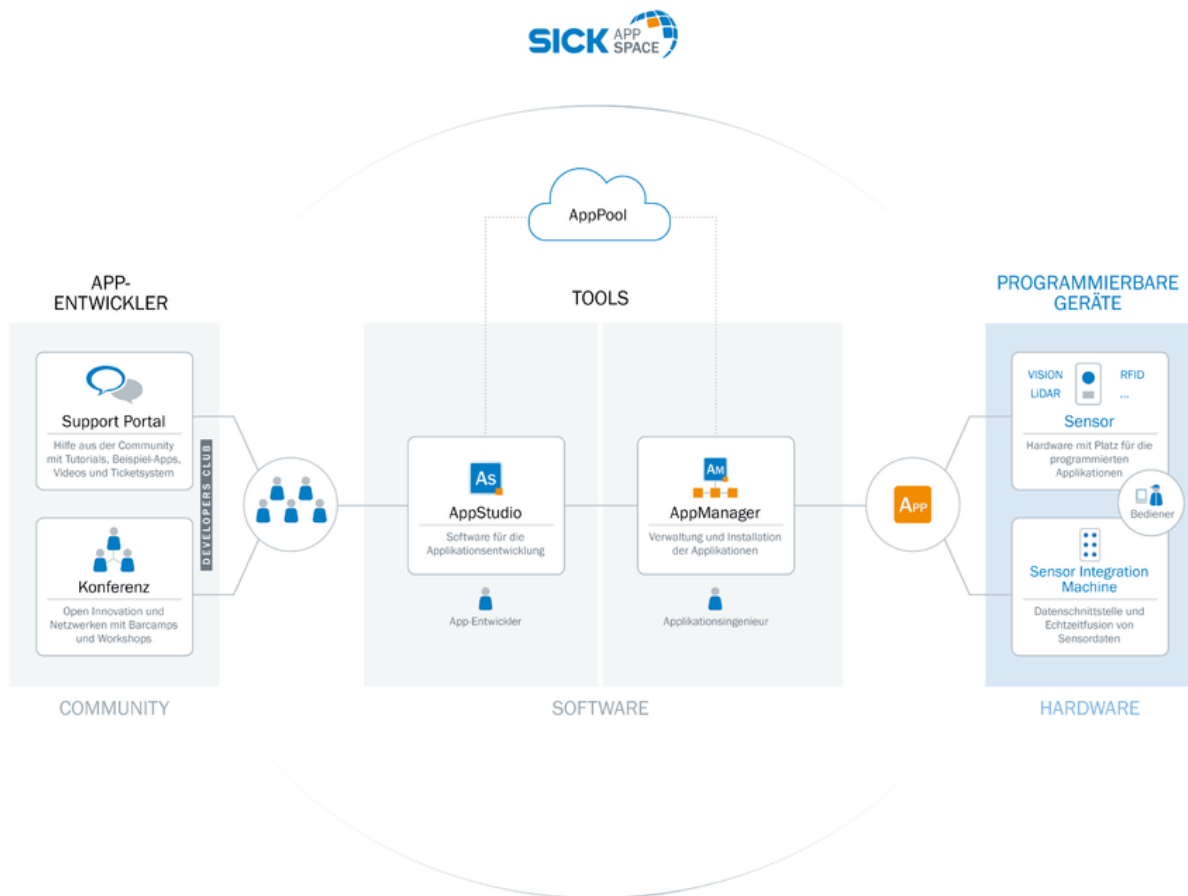 SICK APP
SPACE
AppPool
APP-
ENTWICKLER
TOOLS
PROGRAMMIERBARE
GERÄTE
Support Portal
Hilfe aus der Community
mit Tutorials, Beispiel-Apps,
Videos und Ticketsystem
Konferenz
Open Innovation und
Netzwerken mit Barcamps
und Workshops
DEVELOPERS CLUB
COMMUNITY
As
AppStudio
Software für die
Applikationsentwicklung
App-Entwickler
AM
AppManager
Verwaltung und Installation
der Applikationen
Applikationsingenieur
SOFTWARE
APP
VISION
RFID
LiDAR
...
Sensor
Hardware mit Platz für die
programmierten
Applikationen
Bediener
Sensor Integration
Machine
Datenschnittstelle und
Echtzeitfusion von
Sensordaten
HARDWARE